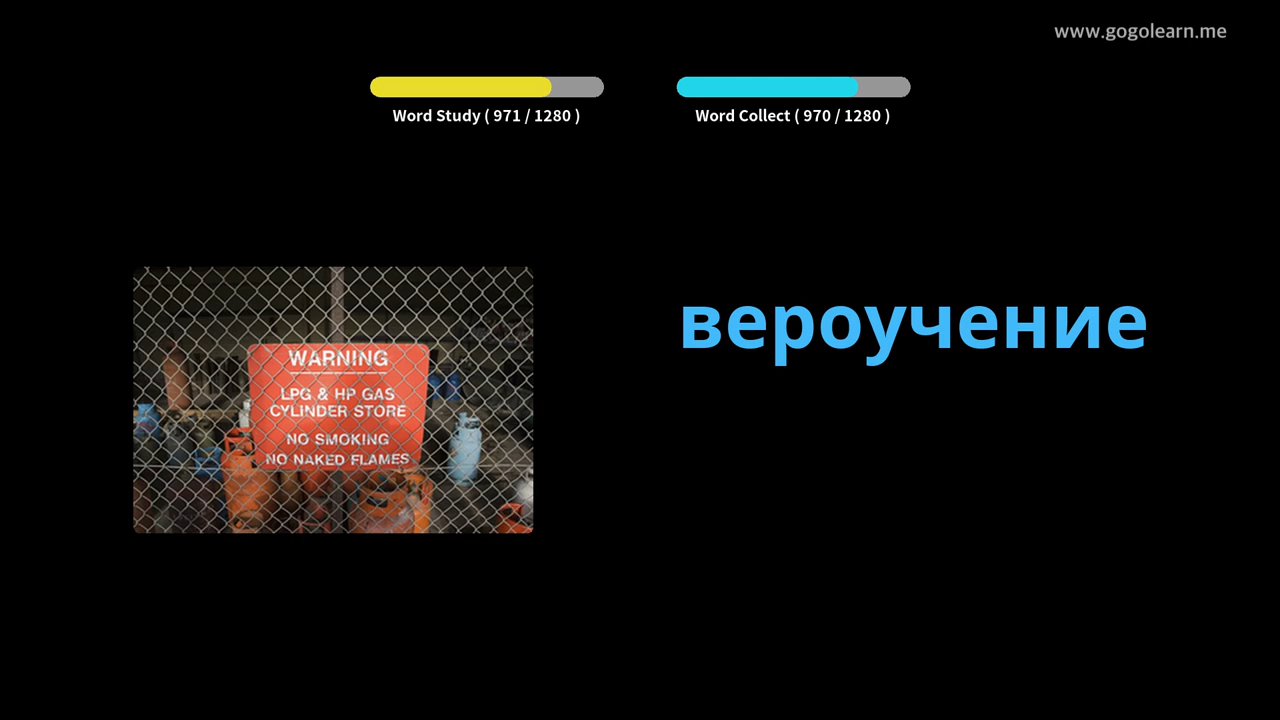 www.gogolearn.me
Word Study ( 971 / 1280 )
Word Collect ( 970 / 1280 )
вероучение
WARNING
LPG & HP GAS
CYLINDER STORE
NO SMOKING
NO NAKED FLAMES